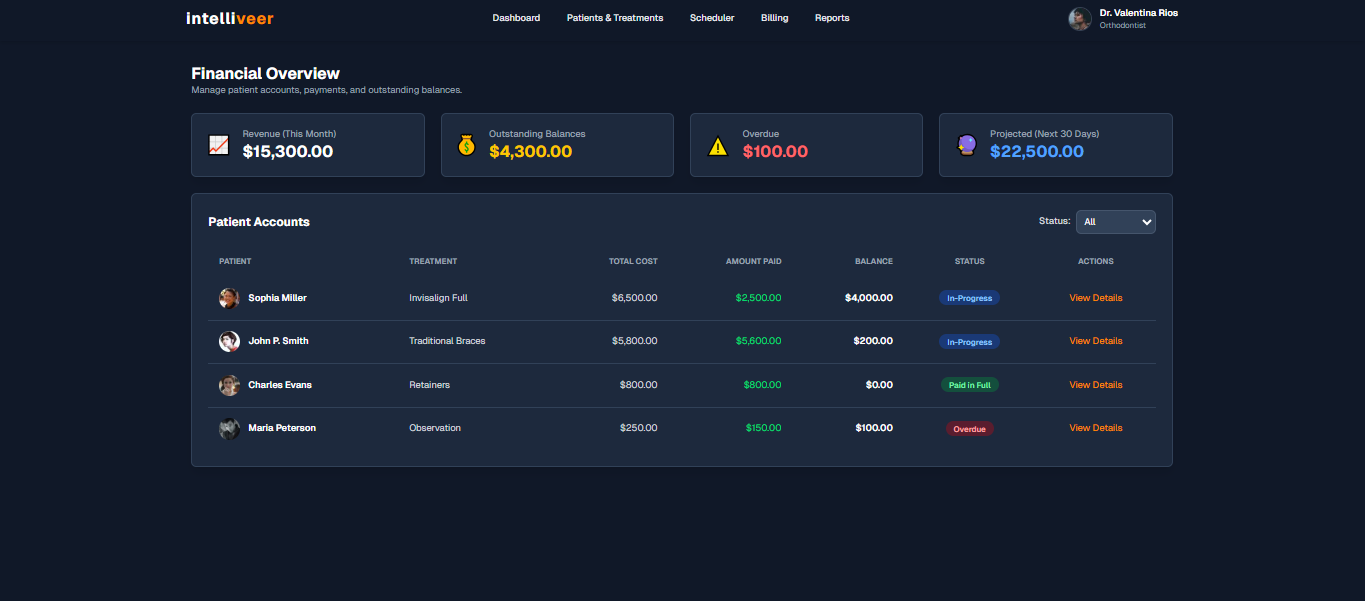 intelliveer
Dashboard Patients & Treatments Scheduler Billing Reports
Dr. Valentina Rios
Orthodontist
Financial Overview
Manage patient accounts, payments, and outstanding balances.
Revenue (This Month)
$15,300.00
Outstanding Balances
$4,300.00
Overdue
$100.00
Projected (Next 30 Days)
$22,500.00
Patient Accounts
Status: All
PATIENT TREATMENT TOTAL COST AMOUNT PAID BALANCE STATUS ACTIONS
Sophia Miller Invisalign Full $6,500.00 $2,500.00 $4,000.00 In-Progress View Details
John P. Smith Traditional Braces $5,800.00 $5,600.00 $200.00 In-Progress View Details
Charles Evans Retainers $800.00 $800.00 $0.00 Paid in Full View Details
Maria Peterson Observation $250.00 $150.00 $100.00 Overdue View Details